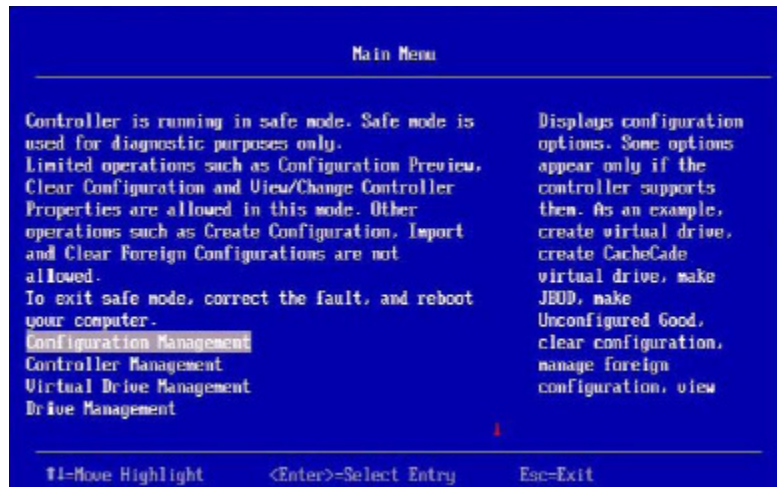 Main Menu
Controller is running in safe mode. Safe mode is
used for diagnostic purposes only.
Limited operations such as Configuration Preview,
Clear Configuration and View/Change Controller
Properties are allowed in this mode. Other
operations such as Create Configuration, Import
and Clear Foreign Configurations are not
allowed.
To exit safe mode, correct the fault, and reboot
your computer.
Configuration Management
Controller Management
Virtual Drive Management
Drive Management
Displays configuration
options. Some options
appear only if the
controller supports
them. As an example,
create virtual drive,
create CacheCade
virtual drive, make
JBOD, make
Unconfigured Good,
clear configuration,
manage foreign
configuration, view
↑↓=Move Highlight <Enter>=Select Entry Esc=Exit